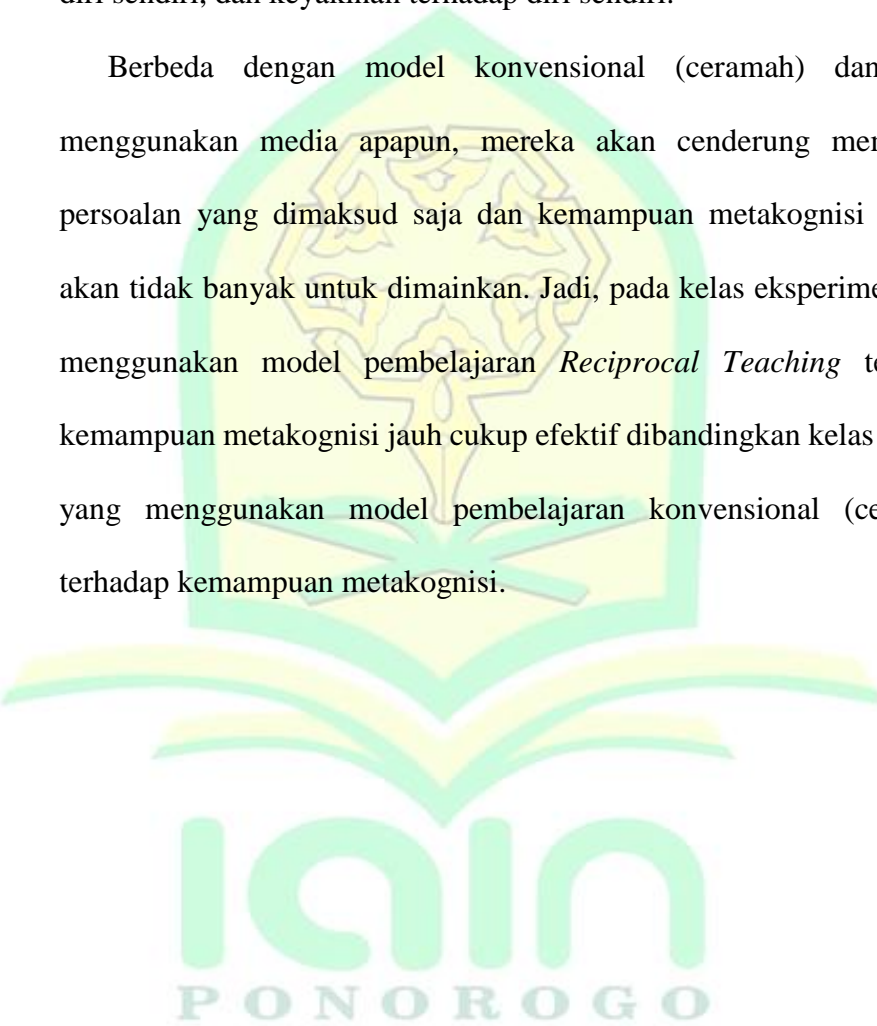 diri sendiri, dan keyakinan terhadap diri sendiri.
Berbeda dengan model konvensional (ceramah) dan
menggunakan media apapun, mereka akan cenderung
persoalan yang dimaksud saja dan kemampuan metakognisi
akan tidak banyak untuk dimainkan. Jadi, pada kelas
menggunakan model pembelajaran Reciprocal Teaching
kemampuan metakognisi jauh cukup efektif dibandingkan kelas
yang menggunakan model pembelajaran konvensional
terhadap kemampuan metakognisi.
iain
PONOROGO